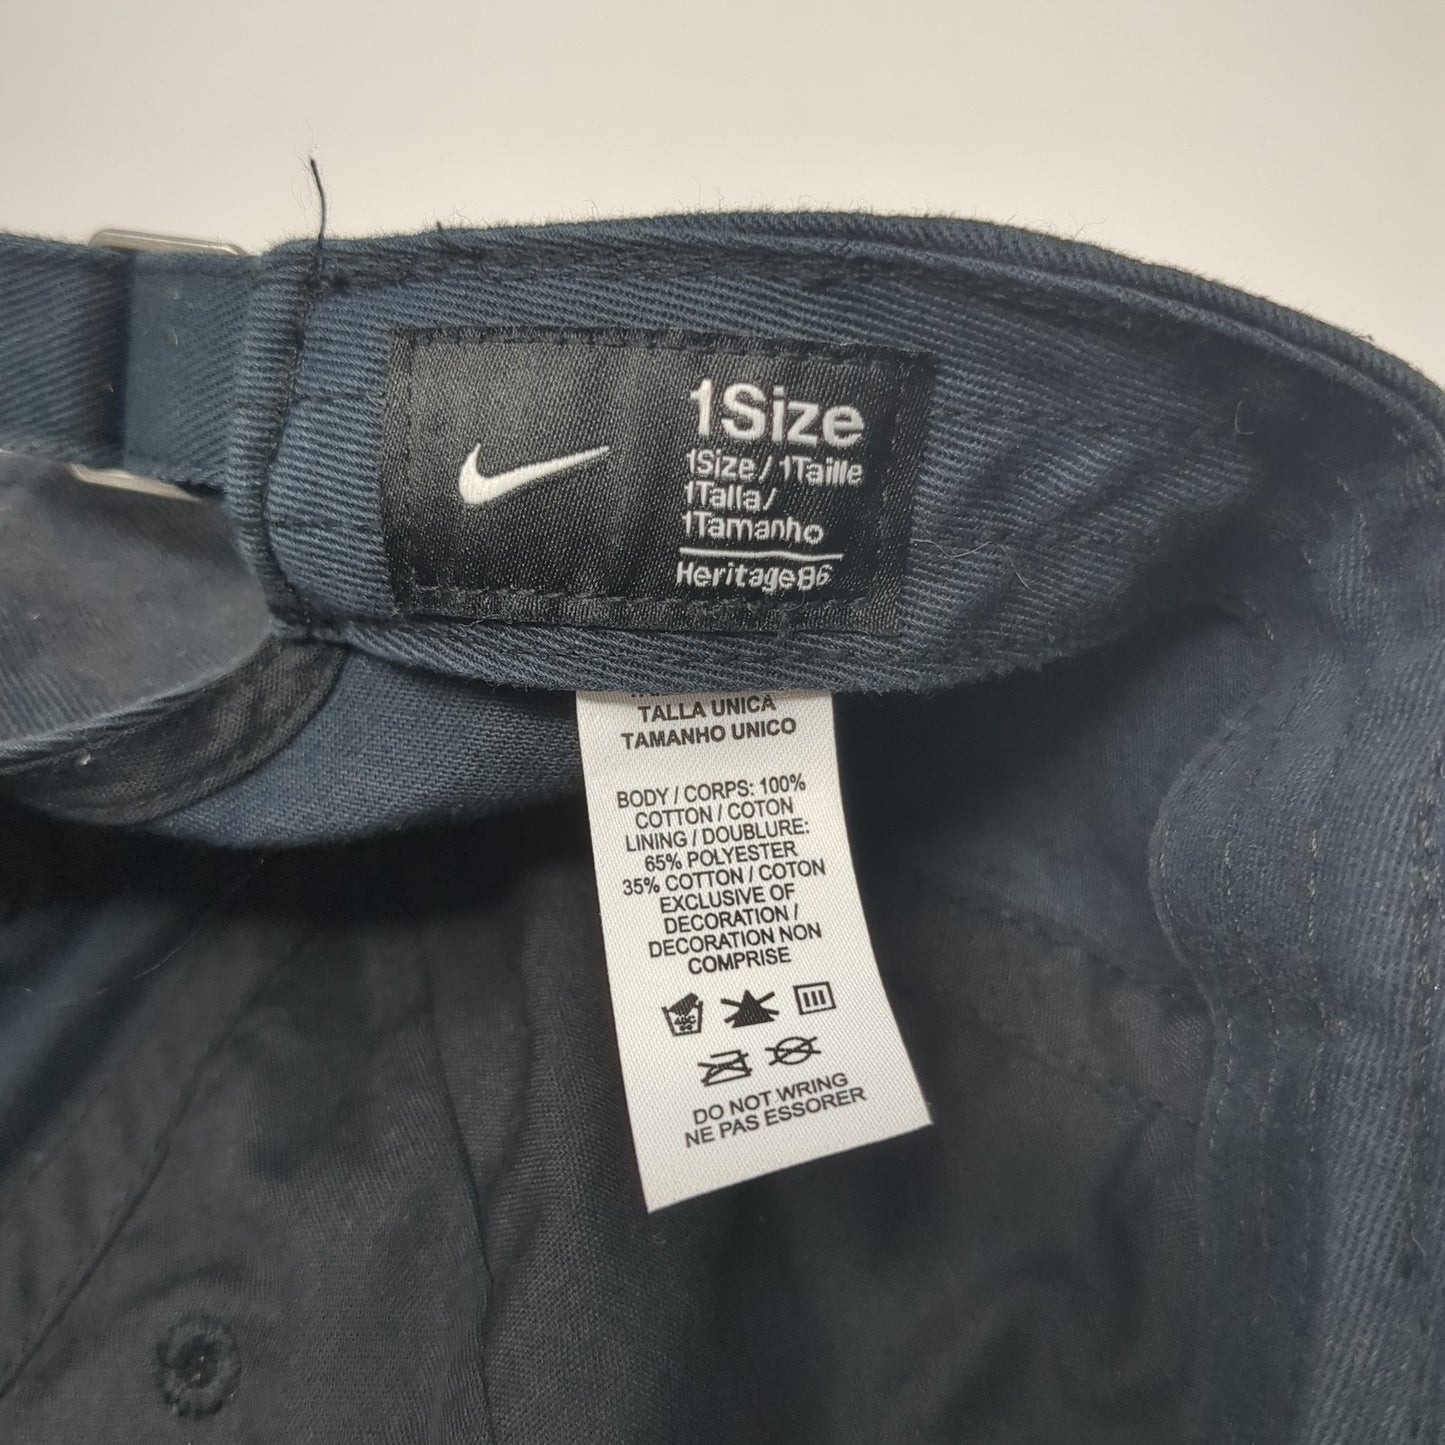 1Size
1Size / 1Taille
1Talla/
1Tamanho
Heritage86
TALLA UNICA
TAMANHO UNICO
BODY / CORPS: 100%
COTTON / COTON
LINING / DOUBLURE:
65% POLYESTER
35% COTTON / COTON
EXCLUSIVE OF
DECORATION /
DECORATION NON
COMPRISE
DO NOT WRING
NE PAS ESSORER